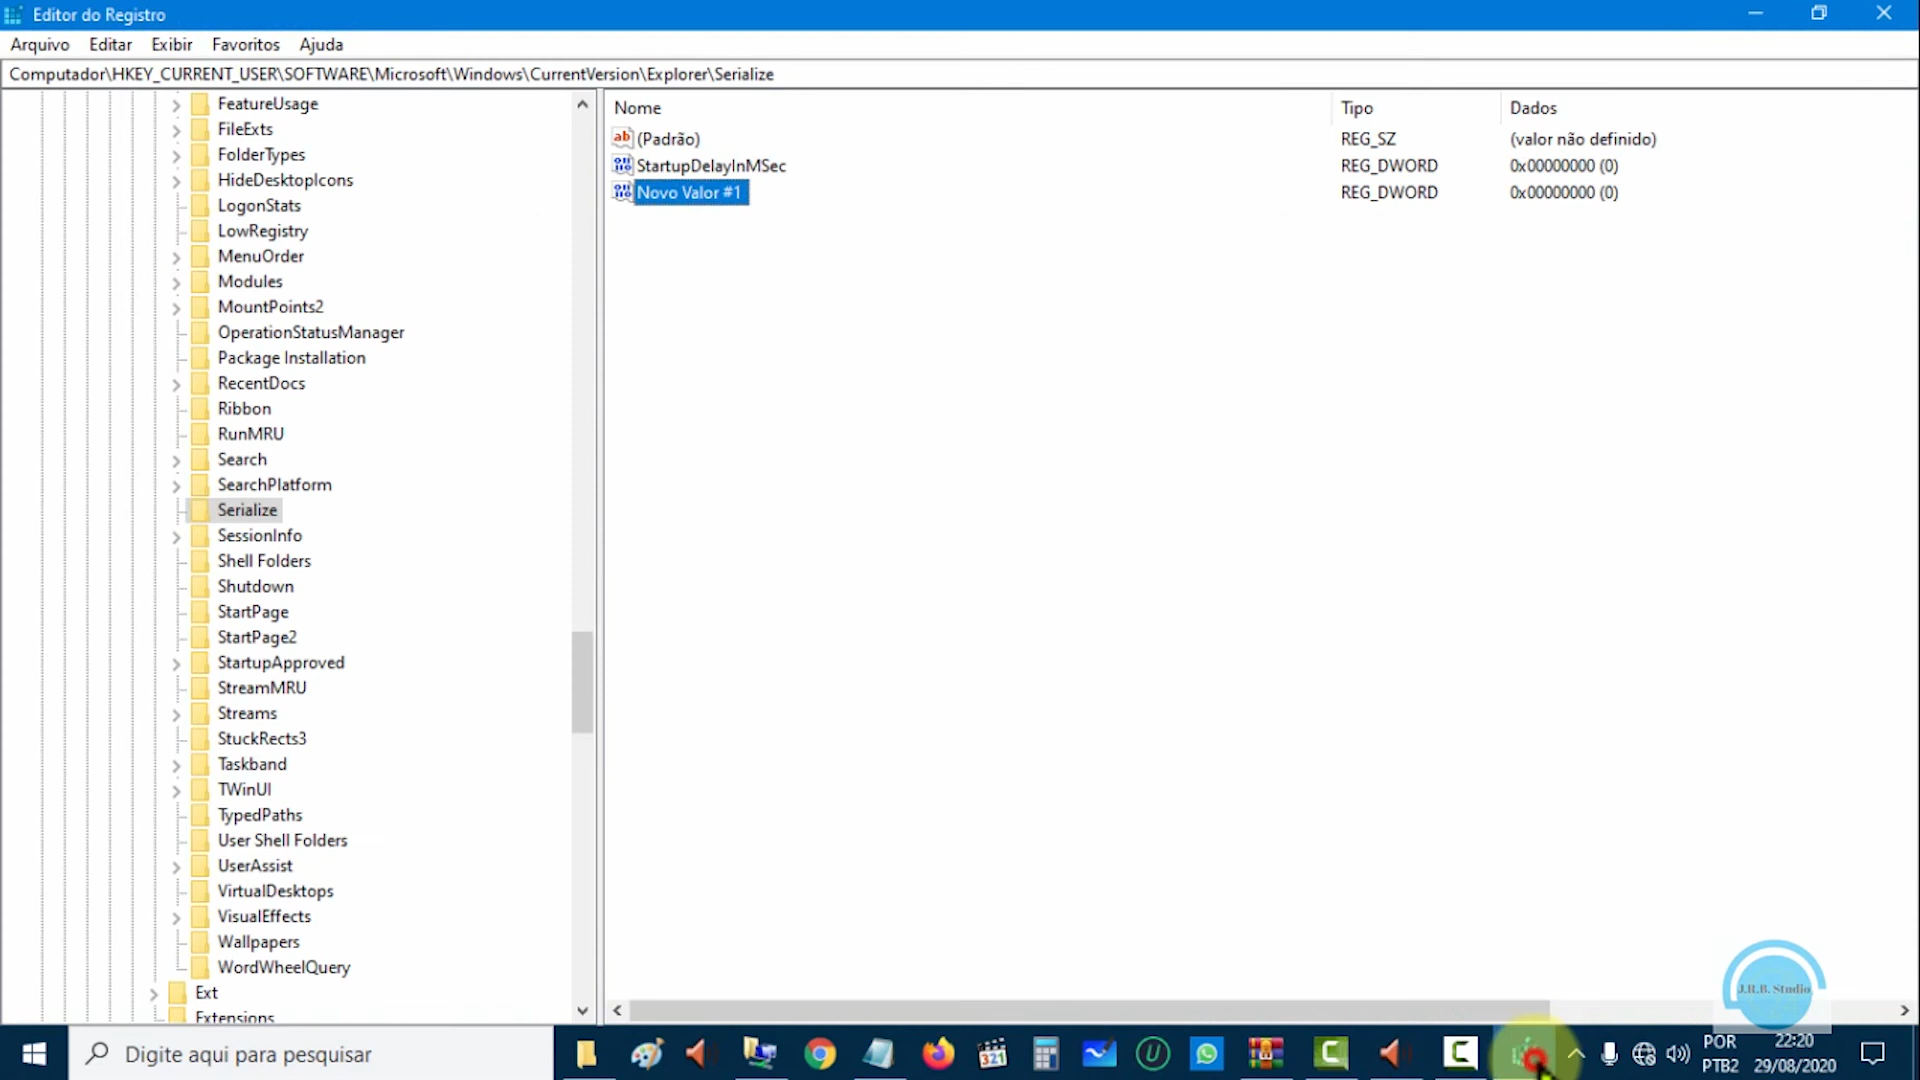 Editor do Registro
Arquivo Editar Exibir Favoritos Ajuda
Computador\HKEY_CURRENT_USER\SOFTWARE\Microsoft\Windows\CurrentVersion\Explorer\Serialize
FeatureUsage
FileExts
FolderTypes
HideDesktopIcons
LogonStats
LowRegistry
MenuOrder
Modules
MountPoints2
OperationStatusManager
Package Installation
RecentDocs
Ribbon
RunMRU
Search
SearchPlatform
Serialize
SessionInfo
Shell Folders
Shutdown
StartPage
StartPage2
StartupApproved
StreamMRU
Streams
StuckRects3
Taskband
TWinUI
TypedPaths
User Shell Folders
UserAssist
VirtualDesktops
VisualEffects
Wallpapers
WordWheelQuery
Ext
Extensions
Nome Tipo Dados
ab (Padrão) REG_SZ (valor não definido)
StartupDelayInMSec REG_DWORD 0x00000000 (0)
Novo Valor #1 REG_DWORD 0x00000000 (0)
J.R.B. Studio
Digite aqui para pesquisar
321
POR
PTB2
22:20
29/08/2020